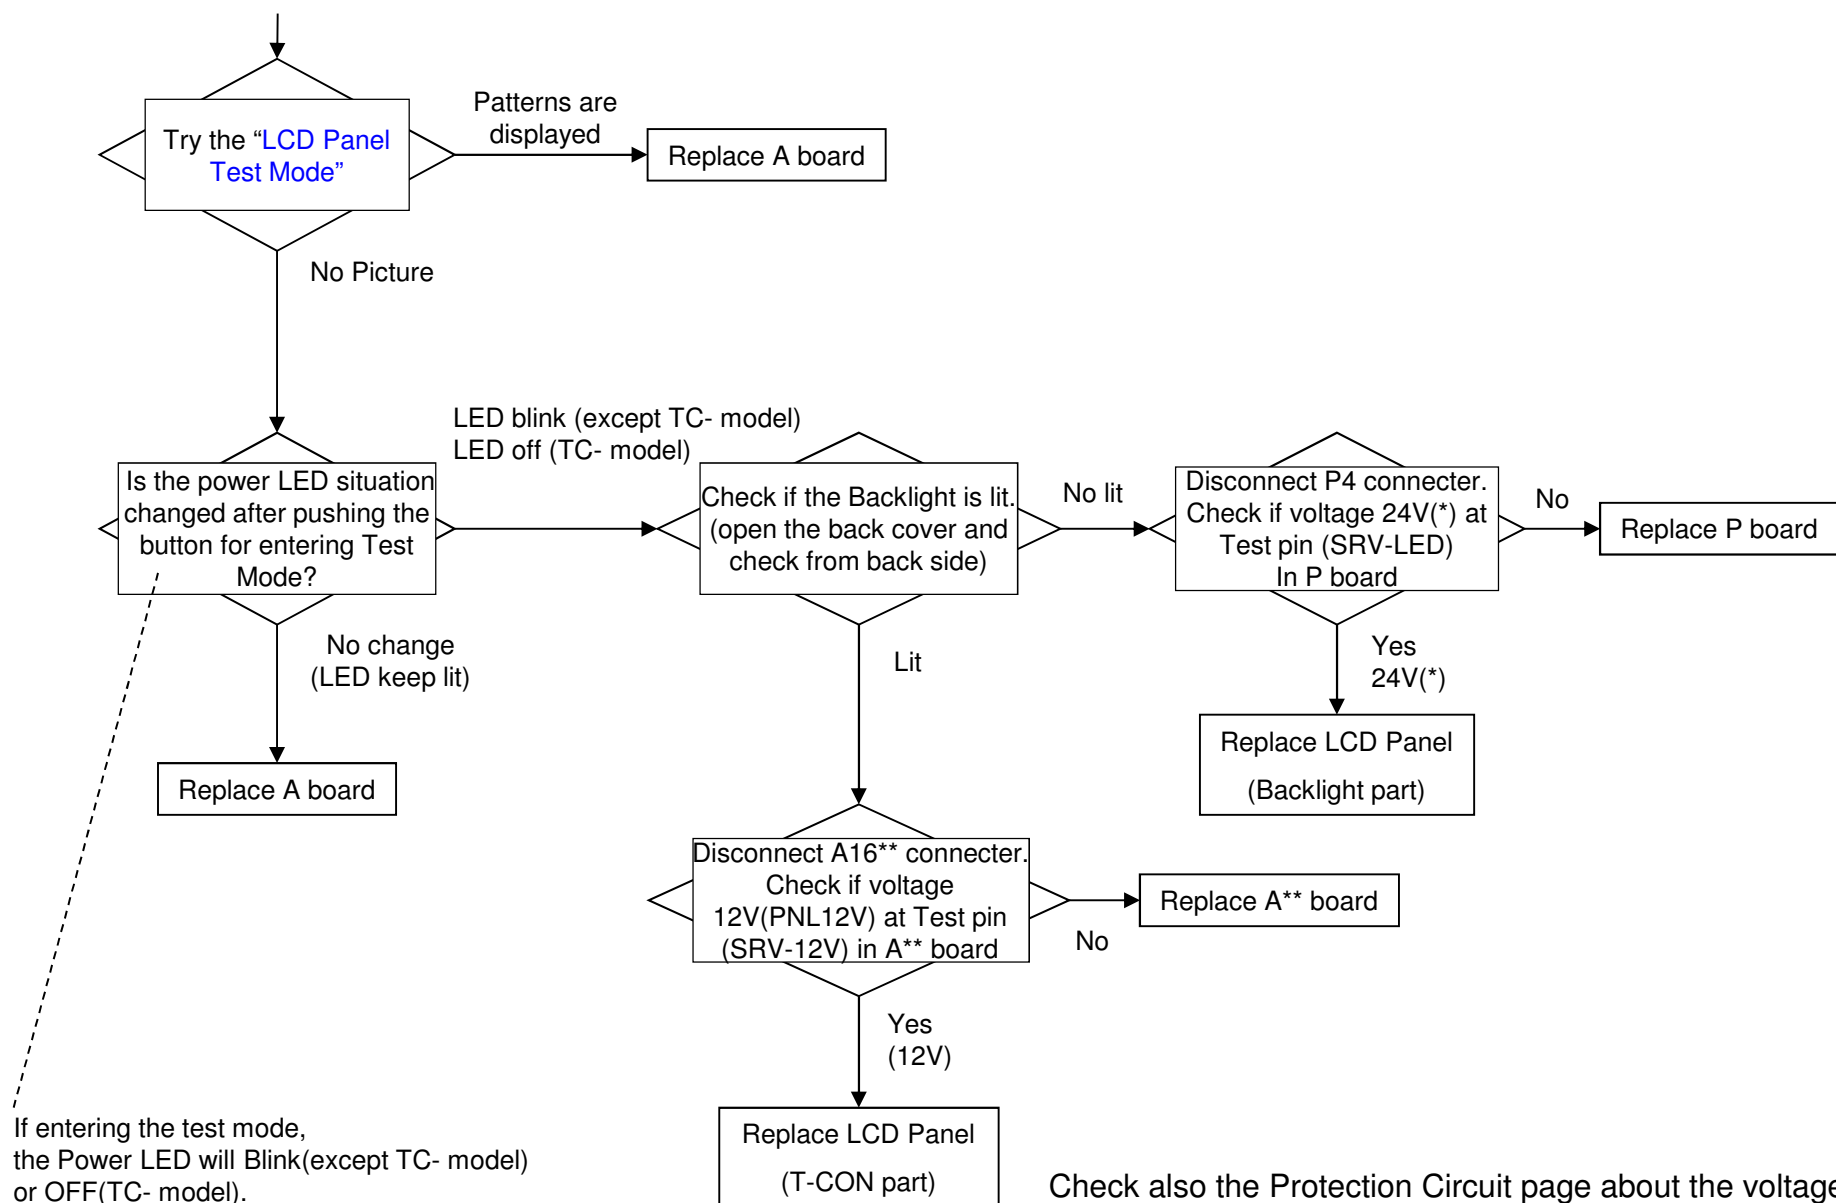 Patterns are
displayed
Try the “LCD Panel
Test Mode”
Replace A board
No Picture
LED blink (except TC- model)
LED off (TC- model)
Is the power LED situation
changed after pushing the
button for entering Test
Mode?
Check if the Backlight is lit.
(open the back cover and
check from back side)
No lit
Disconnect P4 connecter.
Check if voltage 24V(*) at
Test pin (SRV-LED)
In P board
No
Replace P board
No change
(LED keep lit)
Lit
Yes
24V(*)
Replace LCD Panel
(Backlight part)
Replace A board
Disconnect A16** connecter.
Check if voltage
12V(PNL12V) at Test pin
(SRV-12V) in A** board
Replace A** board
No
Yes
(12V)
Replace LCD Panel
(T-CON part)
If entering the test mode,
the Power LED will Blink(except TC- model)
or OFF(TC- model).
Check also the Protection Circuit page about the voltage